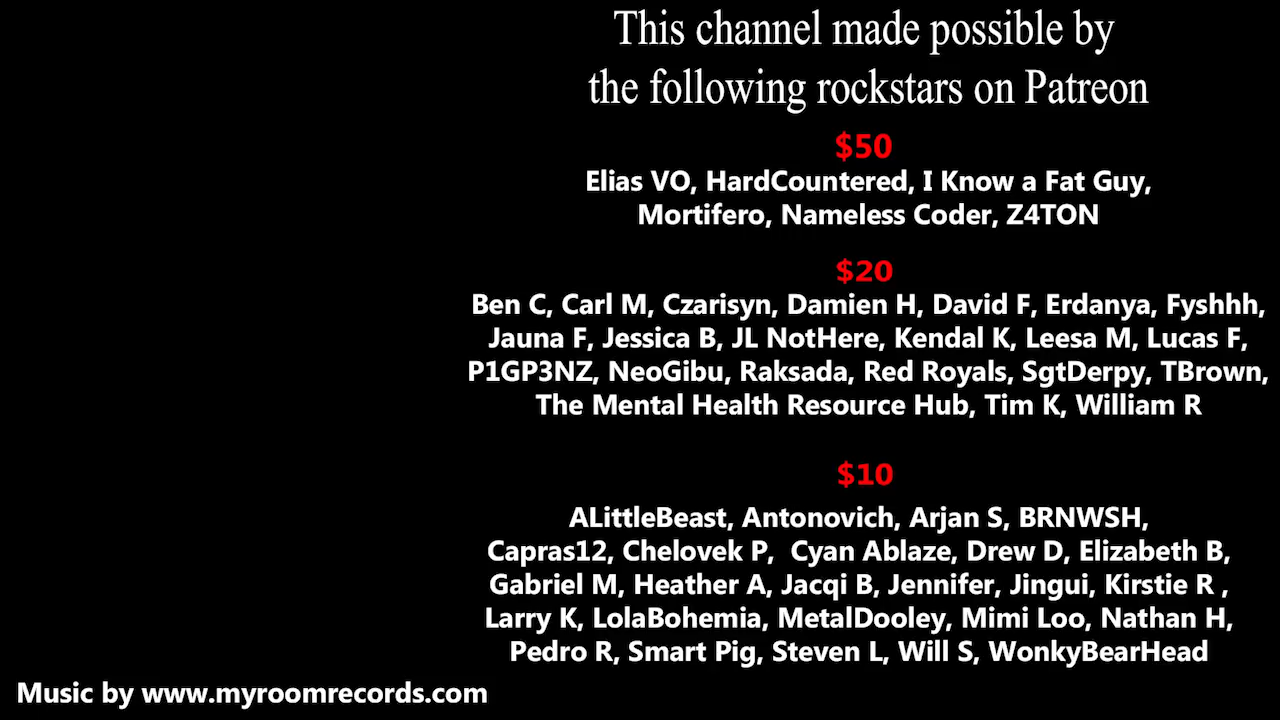 This channel made possible by
the following rockstars on Patreon
$50
Elias VO, HardCountered, I Know a Fat Guy,
Mortifero, Nameless Coder, Z4TON
$20
Ben C, Carl M, Czarisyn, Damien H, David F, Erdanya, Fyshhh,
Jauna F, Jessica B, JL NotHere, Kendal K, Leesa M, Lucas F,
P1GP3NZ, NeoGibu, Raksada, Red Royals, SgtDerpy, TBrown,
The Mental Health Resource Hub, Tim K, William R
$10
ALittleBeast, Antonovich, Arjan S, BRNWSH,
Capras12, Chelovek P,  Cyan Ablaze, Drew D, Elizabeth B,
Gabriel M, Heather A, Jacqi B, Jennifer, Jingui, Kirstie R ,
Larry K, LolaBohemia, MetalDooley, Mimi Loo, Nathan H,
Pedro R, Smart Pig, Steven L, Will S, WonkyBearHead
Music by www.myroomrecords.com